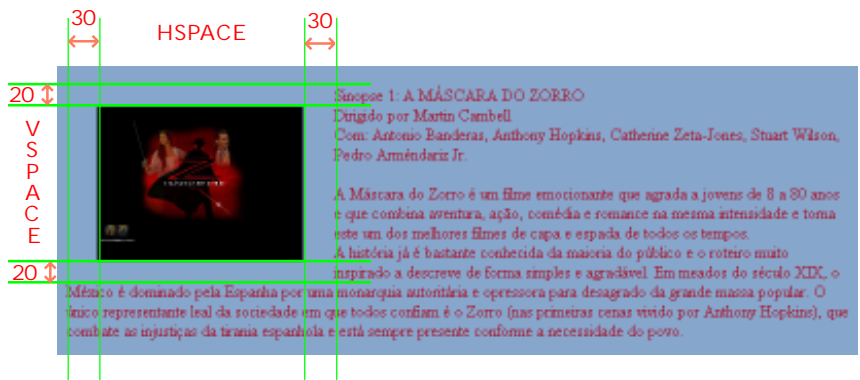 30
HSPACE
30
20
VSPACE
20
Sinopse 1: A MÁSCARA DO ZORRO
Dirigido por Martin Cambell
Com: Antonio Banderas, Anthony Hopkins, Catherine Zeta-Jones, Stuart Wilson,
Pedro Arméndariz Jr.
A Máscara do Zorro é um filme emocionante que agrada a jovens de 8 a 80 anos
e que combina aventura, ação, comédia e romance na mesma intensidade e torna
este um dos melhores filmes de capa e espada de todos os tempos.
A história já é bastante conhecida da maioria do público e o roteiro muito
inspirado a descreve de forma simples e agradável. Em meados do século XIX, o
México é dominado pela Espanha por uma monarquia autoritária e opressora para desagrado da grande massa popular. O
único representante leal da sociedade em que todos confiam é o Zorro (nas primeiras cenas vivido por Anthony Hopkins), que
combate as injustiças da tirania espanhola e está sempre presente conforme a necessidade do povo.